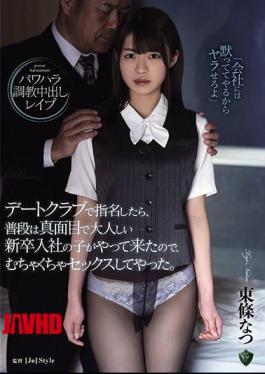 「会社には
黙っててやるから
ヤラせろよ」
パワハラ
調教中出し
レイプ
デートクラブで指名したら、
普段は真面目で大人しい
新卒入社の子がやって来たので、
むちゃくちゃセックスしてやった。
東條なつ
JAVHD
監督 [Jo]Style